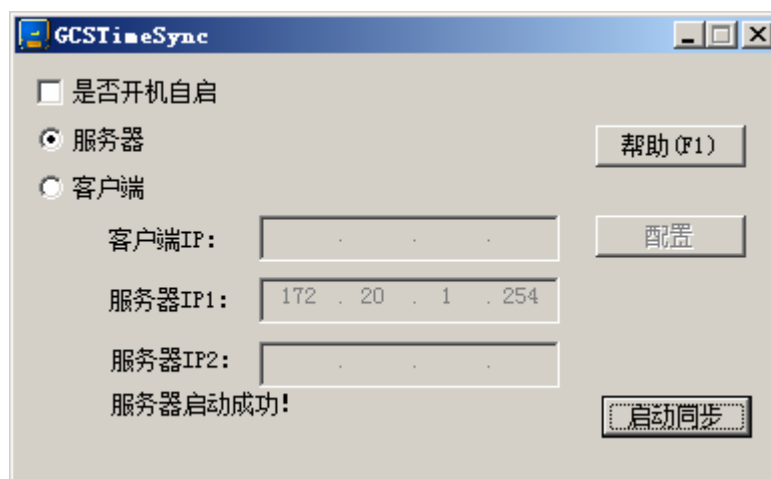 GCSTimeSync
是否开机自启
服务器
帮助(F1)
客户端
客户端IP: . . .
配置
服务器IP1: 172 . 20 . 1 . 254
服务器IP2: . . .
服务器启动成功!
启动同步